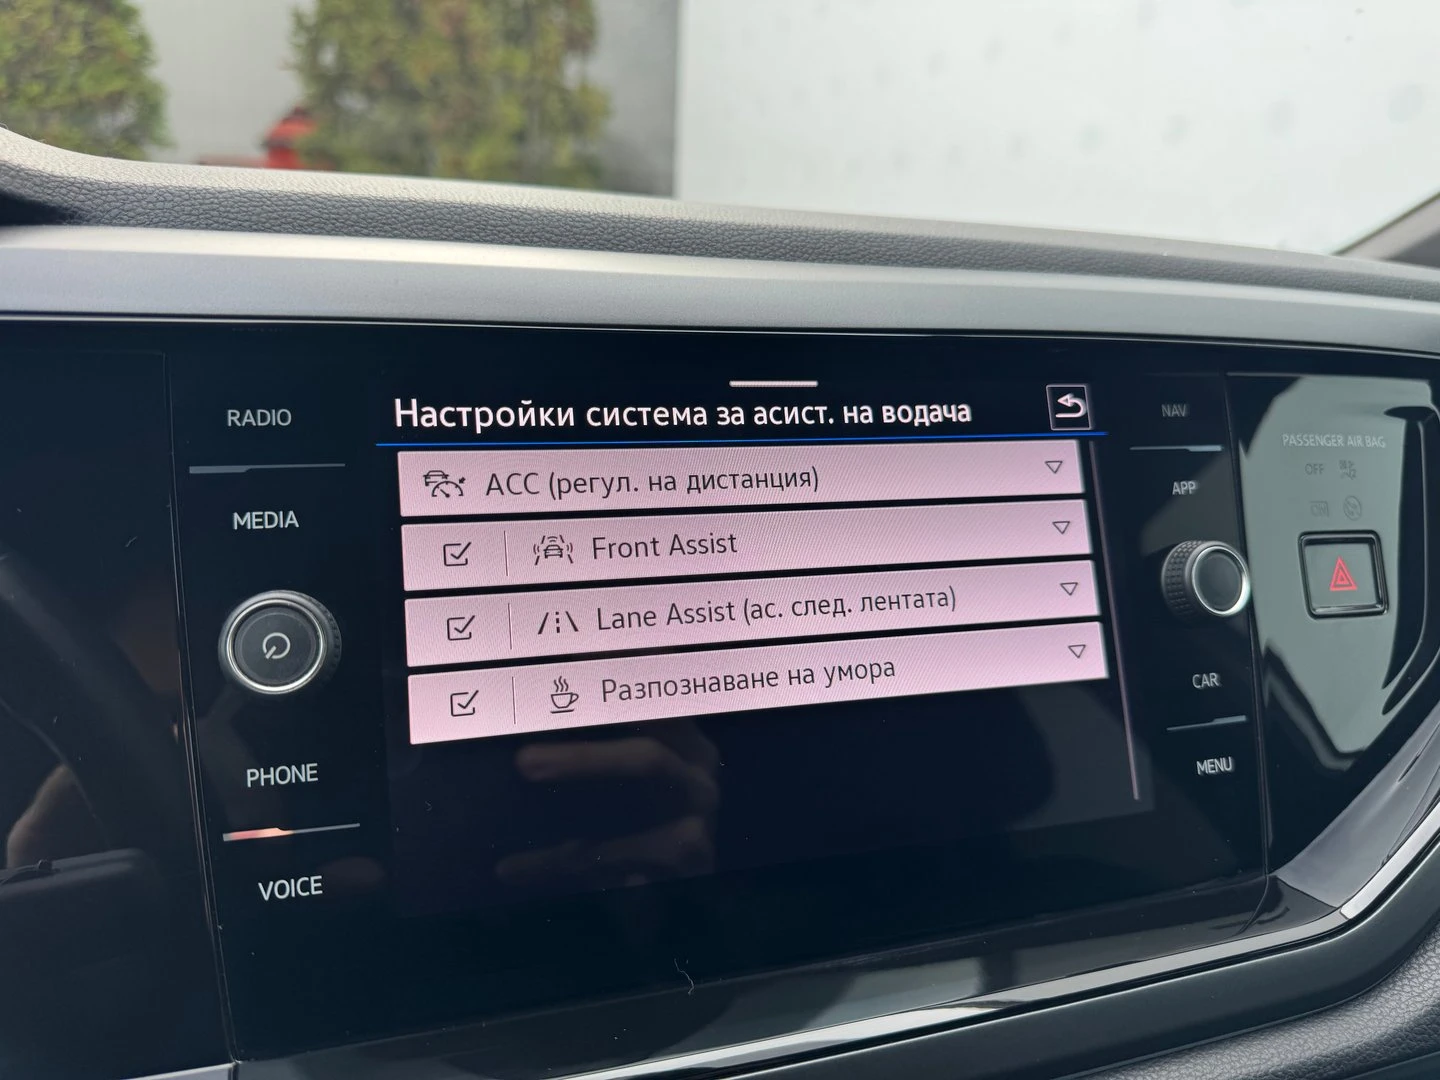 RADIO
MEDIA
PHONE
VOICE
Настройки система за асист. на водача
ACC (регул. на дистанция)
Front Assist
Lane Assist (ас. след. лентата)
Разпознаване на умора
NAV
APP
CAR
MENU
PASSENGER AIR BAG
OFF
ON